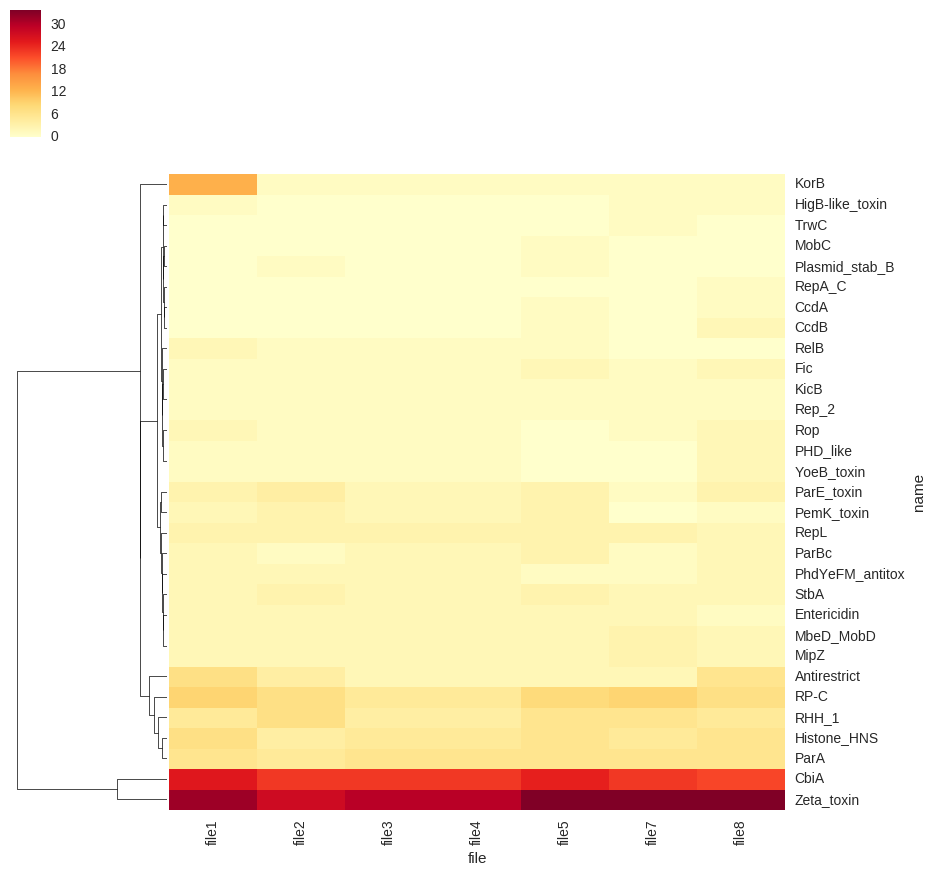 30
24
18
12
6
0
KorB
HigB-like_toxin
TrwC
MobC
Plasmid_stab_B
RepA_C
CcdA
CcdB
RelB
Fic
KicB
Rep_2
Rop
PHD_like
YoeB_toxin
ParE_toxin
PemK_toxin
RepL
ParBc
PhdYeFM_antitox
StbA
Entericidin
MbeD_MobD
MipZ
Antirestrict
RP-C
RHH_1
Histone_HNS
ParA
CbiA
Zeta_toxin
name
file1 file2 file3 file4 file5 file7 file8
file